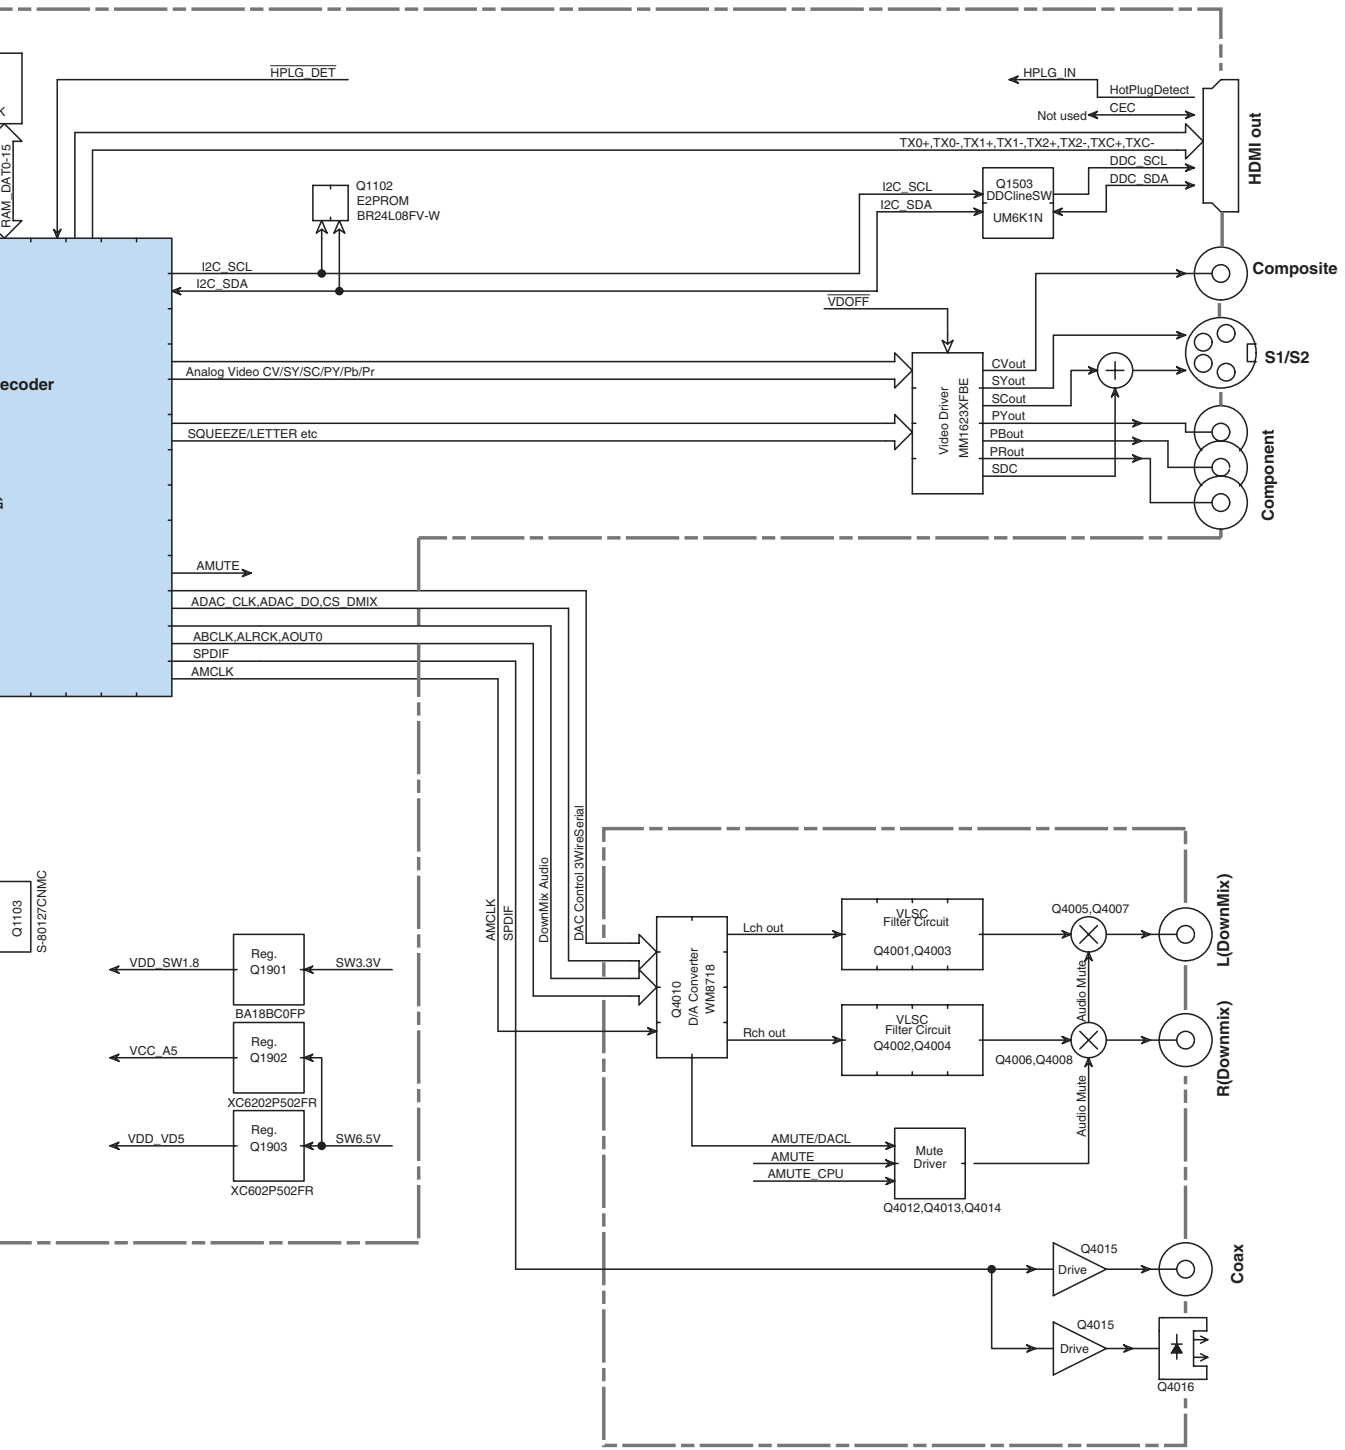 HPLG_DET
HPLG_IN
HotPlugDetect
CEC
Not used
K
RAM_DAT0-15
TX0+,TX0-,TX1+,TX1-,TX2+,TX2-,TXC+,TXC-
HDMI out
DDC_SCL
DDC_SDA
Q1102
E2PROM
BR24L08FV-W
I2C_SCL
I2C_SDA
Q1503
DDClineSW
UM6K1N
I2C_SCL
I2C_SDA
Composite
VDOFF
Analog Video CV/SY/SC/PY/Pb/Pr
ecoder
SQUEEZE/LETTER etc
Video Driver
MM1623XFBE
CVout
SYout
SCout
PYout
PBout
PRout
SDC
S1/S2
Component
AMUTE
ADAC_CLK,ADAC_DO,CS_DMIX
ABCLK,ALRCK,AOUT0
SPDIF
AMCLK
AMCLK
SPDIF
DownMix Audio
DAC Control 3WireSerial
Q1103
S-80127CNMC
VDD_SW1.8
Reg.
Q1901
SW3.3V
BA18BC0FP
VCC_A5
Reg.
Q1902
XC6202P502FR
VDD_VD5
Reg.
Q1903
SW6.5V
XC602P502FR
Q4010
D/A Converter
WM8718
Lch out
VLSC
Filter Circuit
Q4001,Q4003
Q4005,Q4007
L(DownMix)
Audio Mute
Rch out
VLSC
Filter Circuit
Q4002,Q4004
Q4006,Q4008
R(Downmix)
Audio Mute
AMUTE/DACL
AMUTE
AMUTE_CPU
Mute
Driver
Q4012,Q4013,Q4014
Q4015
Drive
Coax
Q4015
Drive
Q4016